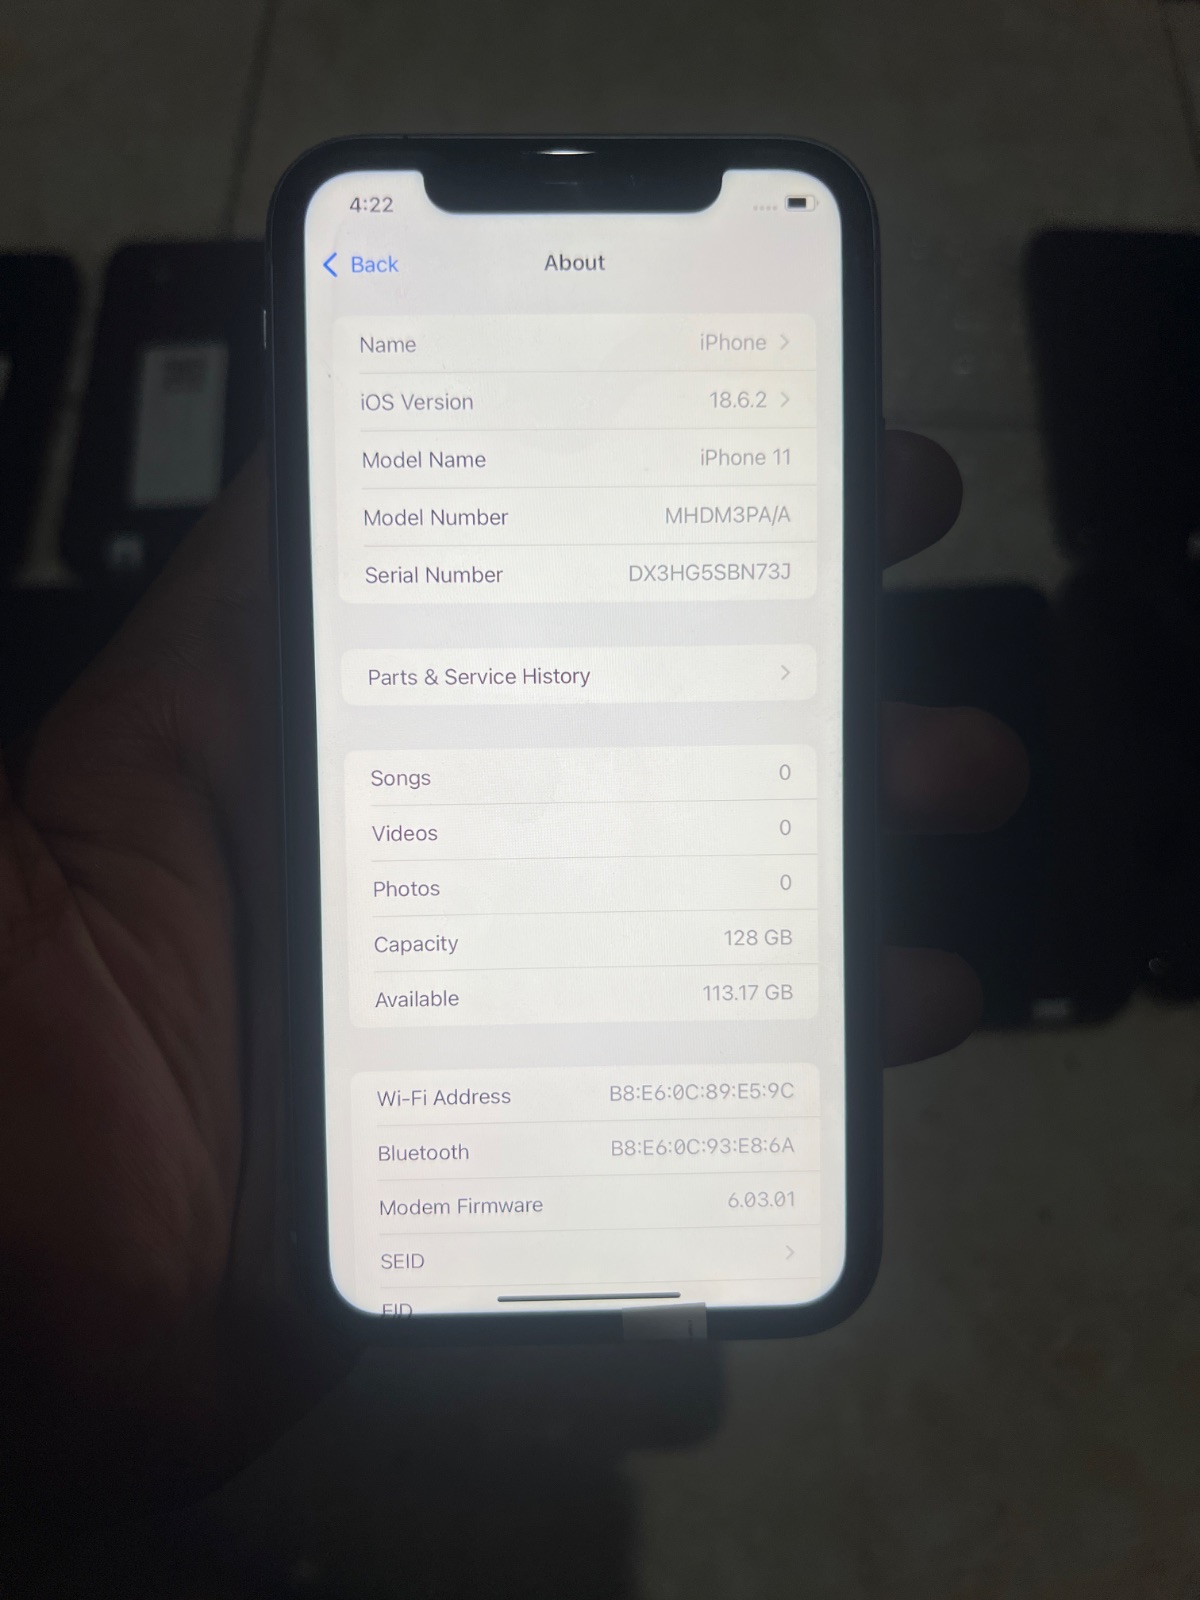 4:22
Back
About
Name iPhone
iOS Version 18.6.2
Model Name iPhone 11
Model Number MHDM3PA/A
Serial Number DX3HG5SBN73J
Parts & Service History
Songs 0
Videos 0
Photos 0
Capacity 128 GB
Available 113.17 GB
Wi-Fi Address B8:E6:0C:89:E5:9C
Bluetooth B8:E6:0C:93:E8:6A
Modem Firmware 6.03.01
SEID
EID